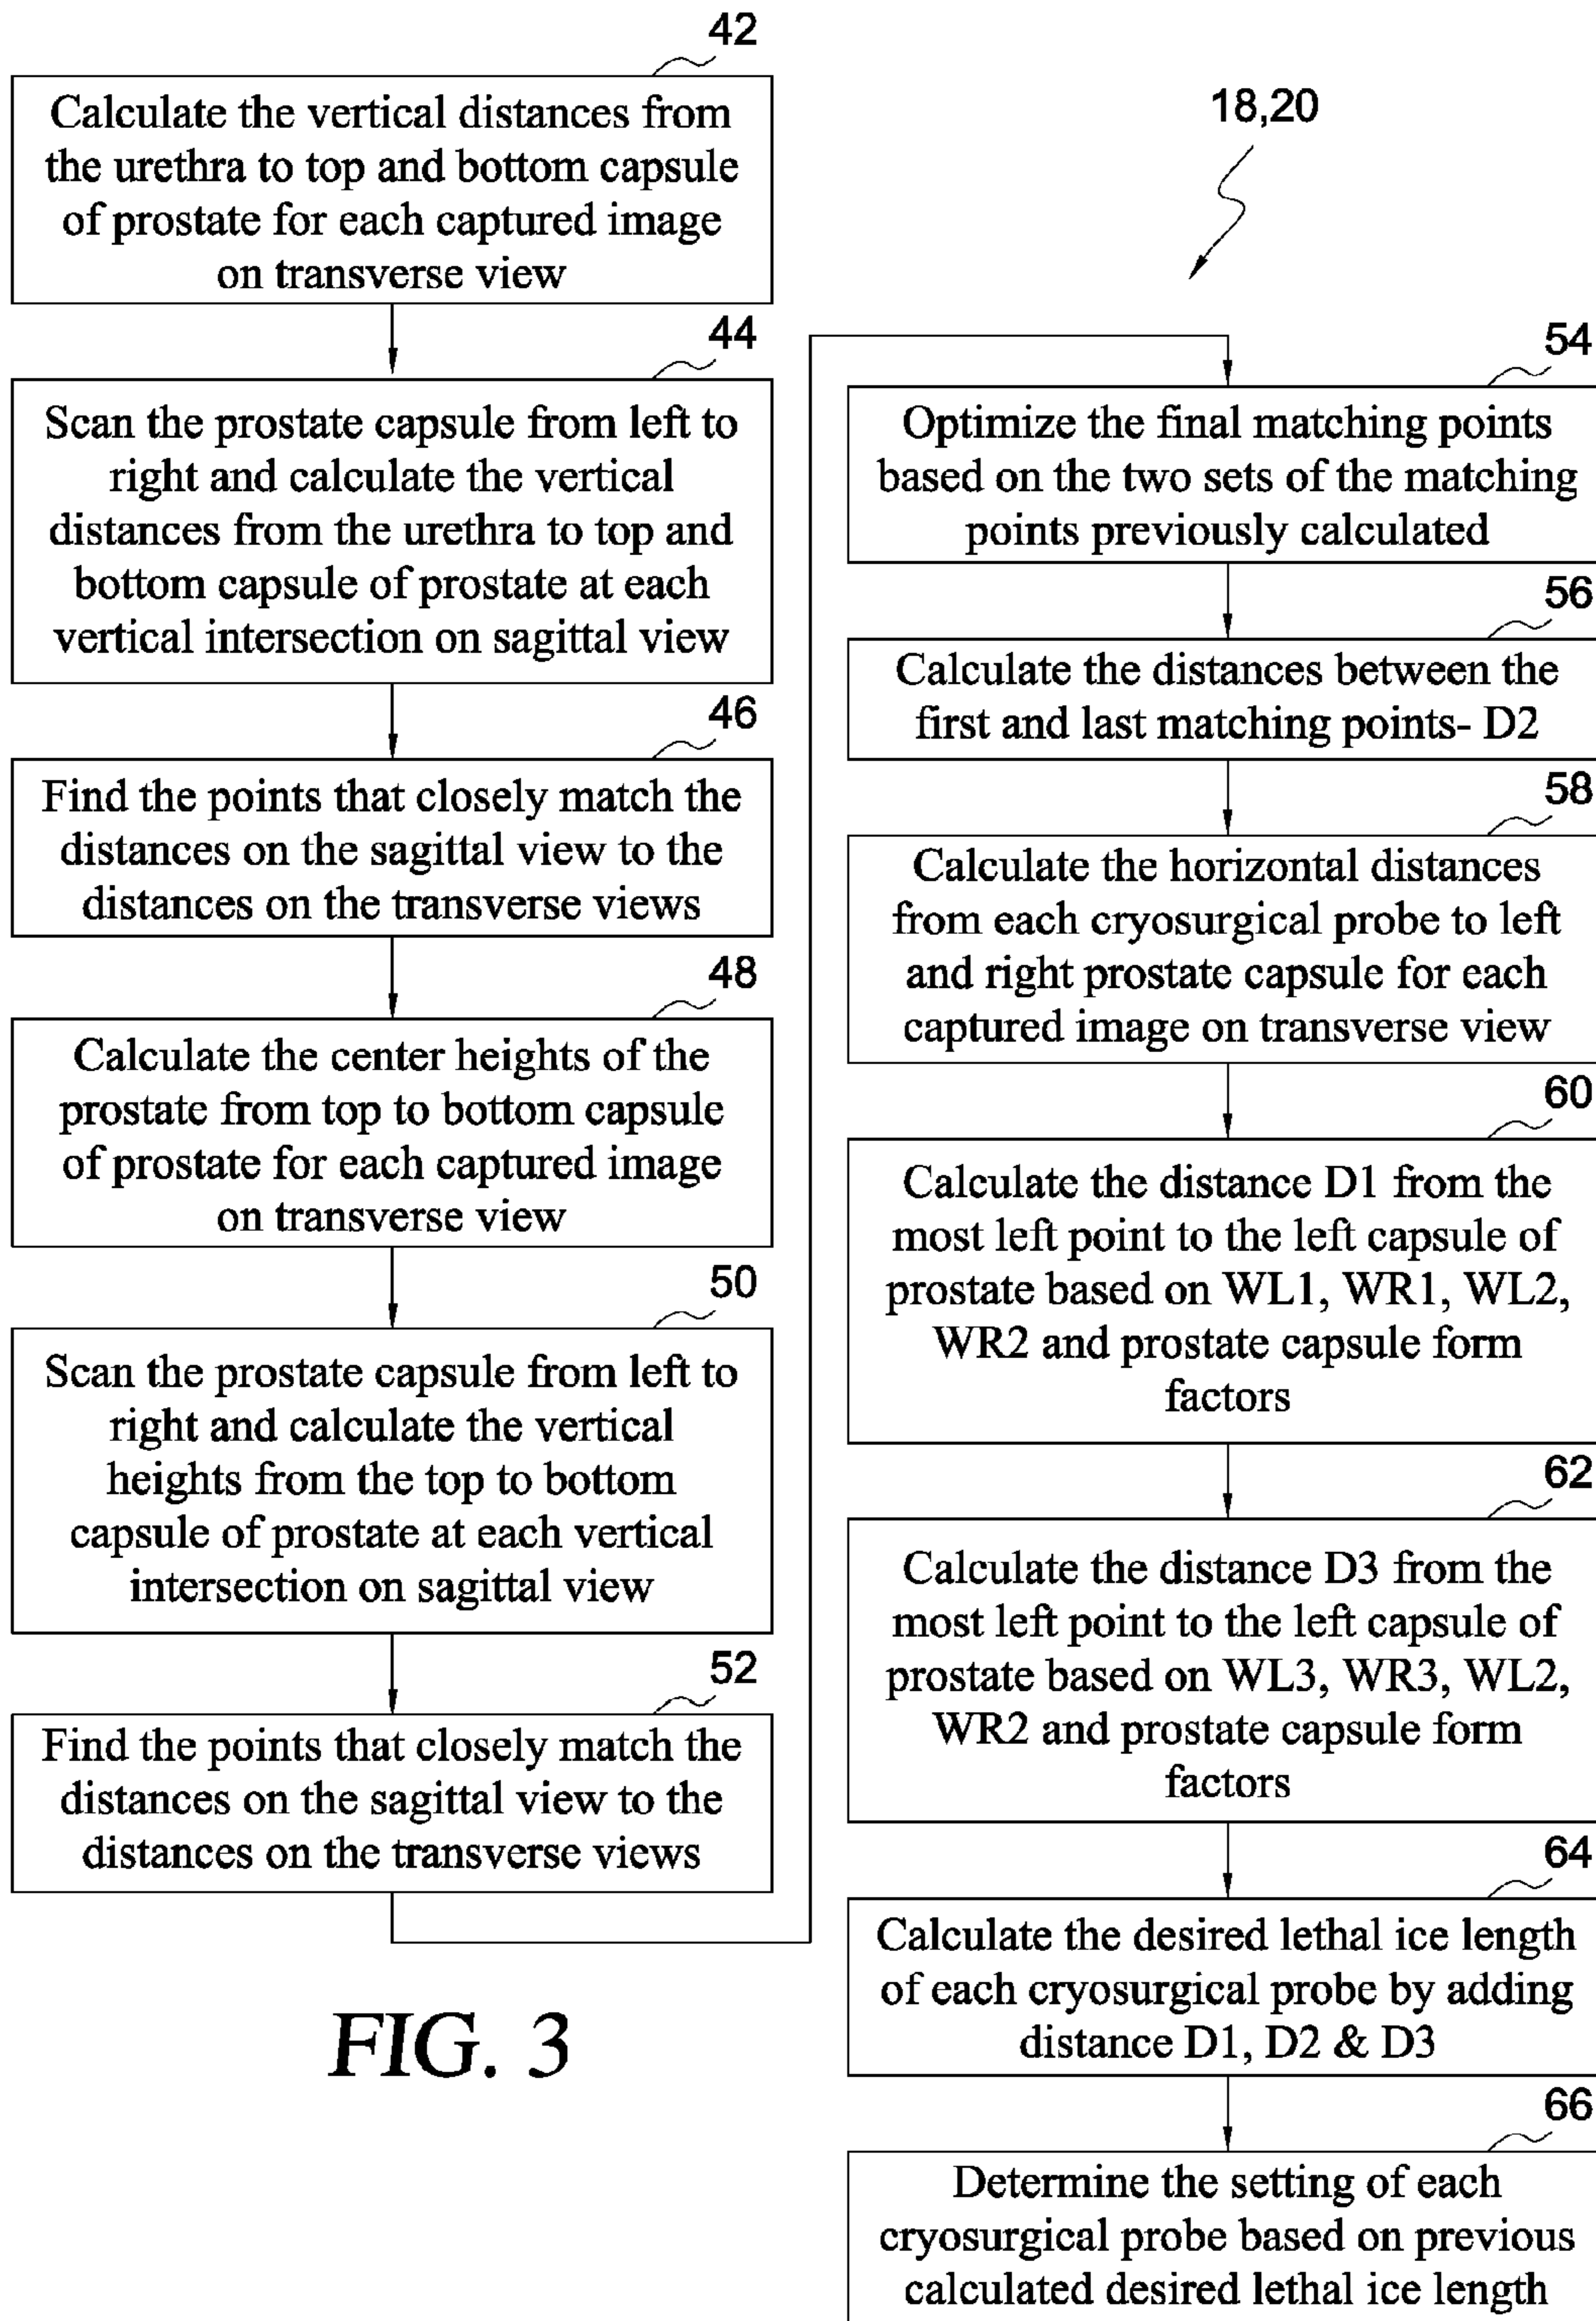 42
Calculate the vertical distances from
the urethra to top and bottom capsule
of prostate for each captured image
on transverse view
44
Scan the prostate capsule from left to
right and calculate the vertical
distances from the urethra to top and
bottom capsule of prostate at each
vertical intersection on sagittal view
46
Find the points that closely match the
distances on the sagittal view to the
distances on the transverse views
48
Calculate the center heights of the
prostate from top to bottom capsule
of prostate for each captured image
on transverse view
50
Scan the prostate capsule from left to
right and calculate the vertical
heights from the top to bottom
capsule of prostate at each vertical
intersection on sagittal view
52
Find the points that closely match the
distances on the sagittal view to the
distances on the transverse views
18,20
54
Optimize the final matching points
based on the two sets of the matching
points previously calculated
56
Calculate the distances between the
first and last matching points- D2
58
Calculate the horizontal distances
from each cryosurgical probe to left
and right prostate capsule for each
captured image on transverse view
60
Calculate the distance D1 from the
most left point to the left capsule of
prostate based on WL1, WR1, WL2,
WR2 and prostate capsule form
factors
62
Calculate the distance D3 from the
most left point to the left capsule of
prostate based on WL3, WR3, WL2,
WR2 and prostate capsule form
factors
64
Calculate the desired lethal ice length
of each cryosurgical probe by adding
distance D1, D2 & D3
66
Determine the setting of each
cryosurgical probe based on previous
calculated desired lethal ice length
FIG. 3